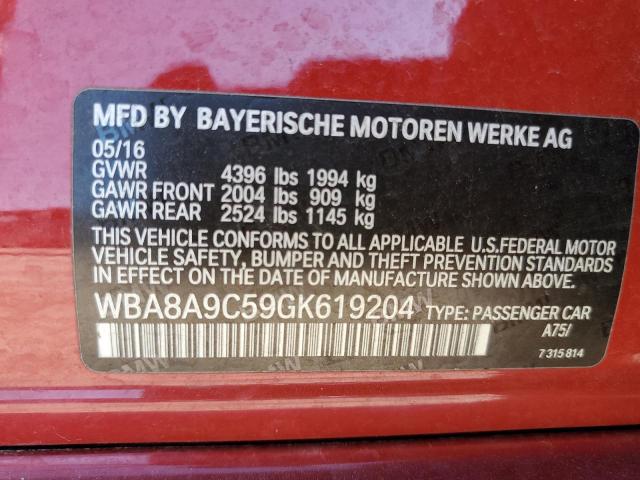 MFD BY BAYERISCHE MOTOREN WERKE AG
05/16
GVWR 4396 lbs 1994 kg
GAWR FRONT 2004 lbs 909 kg
GAWR REAR 2524 lbs 1145 kg
THIS VEHICLE CONFORMS TO ALL APPLICABLE U.S.FEDERAL MOTOR
VEHICLE SAFETY, BUMPER AND THEFT PREVENTION STANDARDS
IN EFFECT ON THE DATE OF MANUFACTURE SHOWN ABOVE.
WBA8A9C59GK619204 TYPE: PASSENGER CAR
A75/
7 315 814